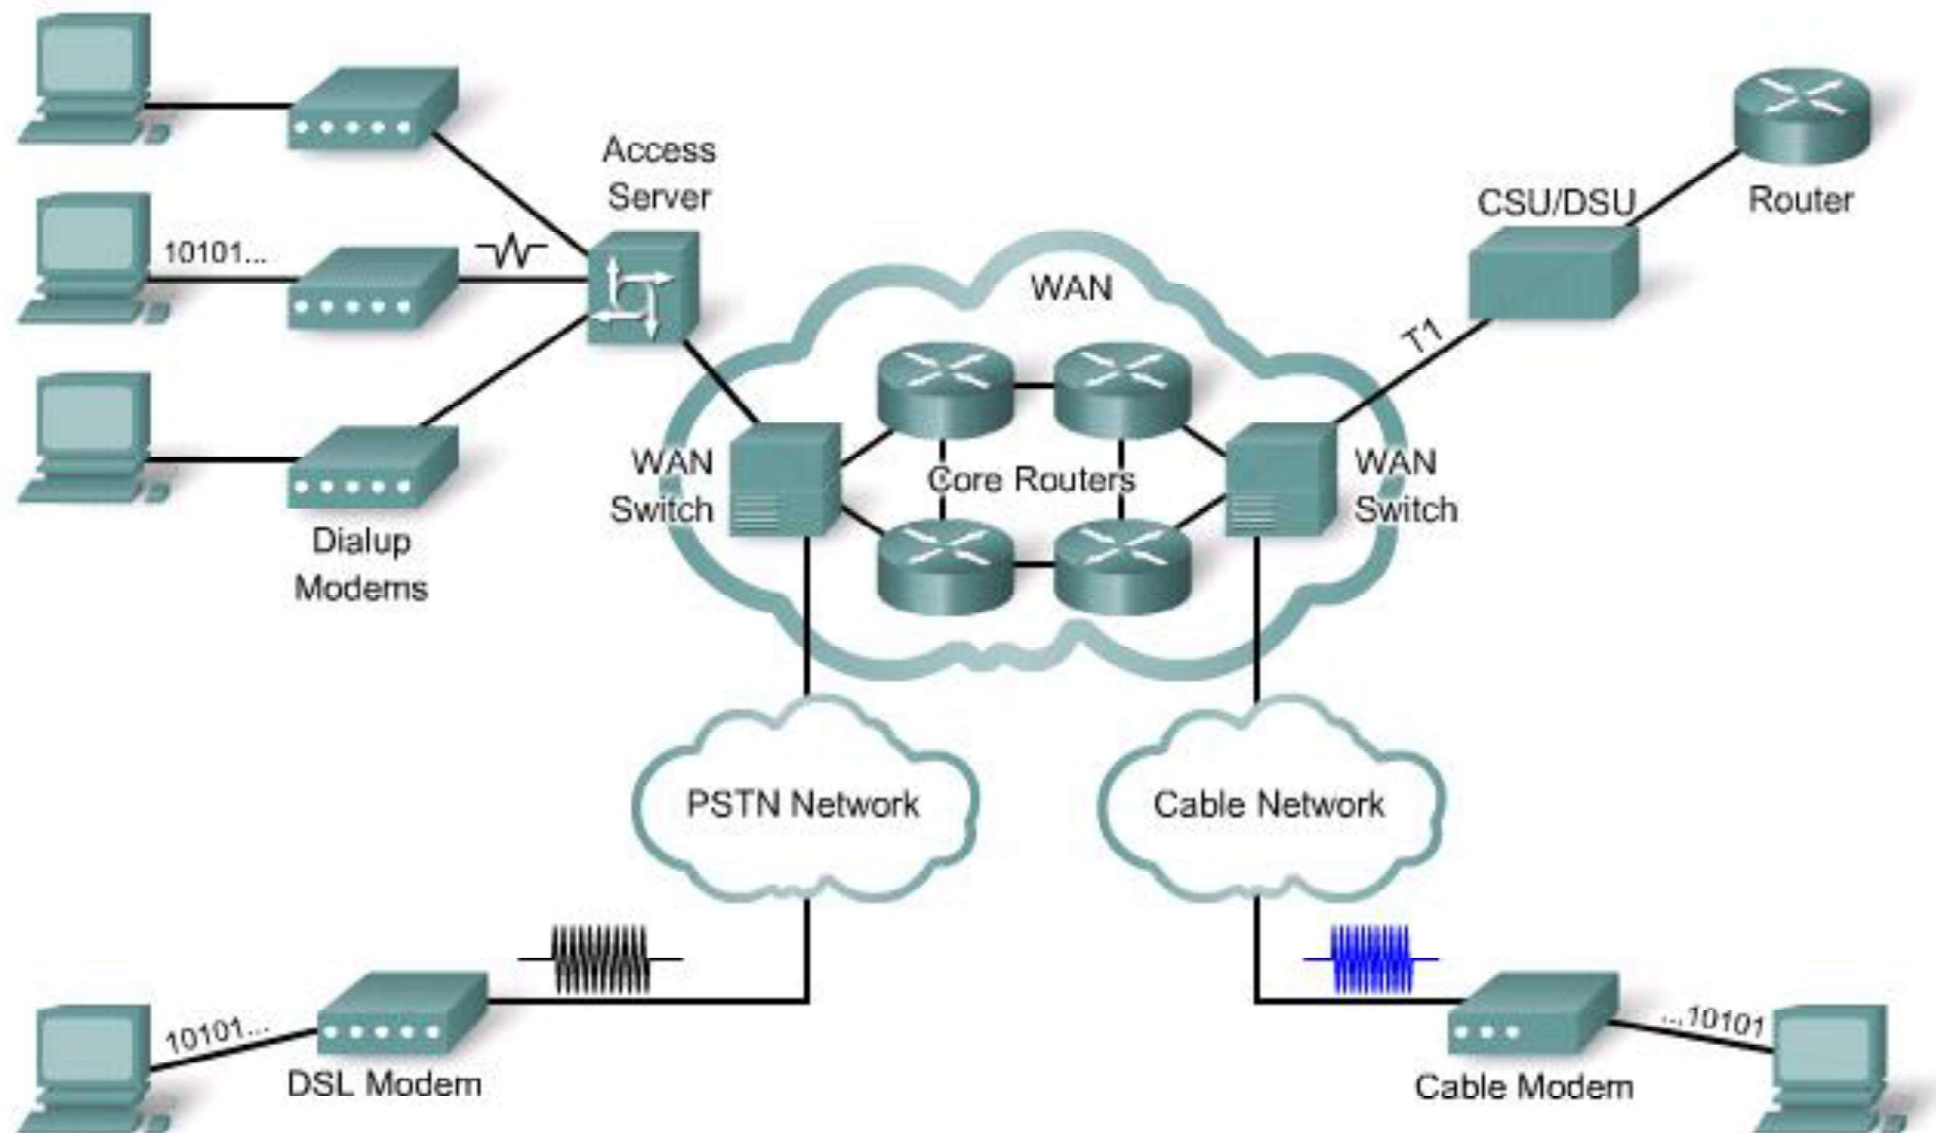 Access
Server
Router
CSU/DSU
10101...
WAN
T1
WAN
Switch
Core Routers
WAN
Switch
Dialup
Modems
PSTN Network
Cable Network
10101...
...10101
DSL Modem
Cable Modem